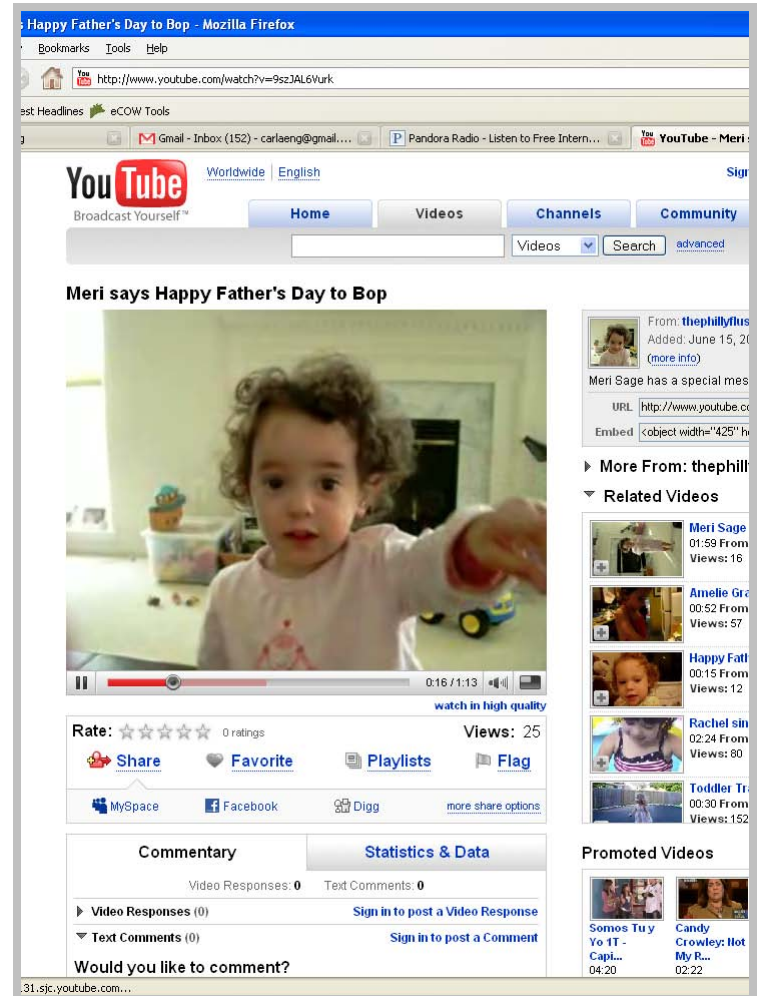 s Happy Father's Day to Bop - Mozilla Firefox
Bookmarks Tools Help
You Tube http://www.youtube.com/watch?v=9szJAL6Vurk
est Headlines eCOW Tools
g Gmail - Inbox (152) - carlaeng@gmail.... P Pandora Radio - Listen to Free Intern... You Tube YouTube - Meri s
You Tube Worldwide English Sign
Broadcast Yourself™ Home Videos Channels Community
Videos Search advanced
Meri says Happy Father's Day to Bop
From: thephillyflus
Added: June 15, 20
(more info)
Meri Sage has a special mes
URL http://www.youtube.co
Embed <object width="425" h
More From: thephill
Related Videos
Meri Sage
01:59 From
Views: 16
Amelie Gra
00:52 From
Views: 57
Happy Fath
00:15 From
Views: 12
Rachel sin
02:24 From
Views: 80
Toddler Tra
00:30 From
Views: 152
0:16 / 1:13
watch in high quality
Rate: 0 ratings Views: 25
Share Favorite Playlists Flag
MySpace Facebook Digg more share options
Commentary Statistics & Data
Video Responses: 0 Text Comments: 0
Video Responses (0) Sign in to post a Video Response
Text Comments (0) Sign in to post a Comment
Would you like to comment?
Promoted Videos
Somos Tu y
Yo 1T -
Capi...
04:20
Candy
Crowley: Not
My R...
02:22
.31.sjc.youtube.com...